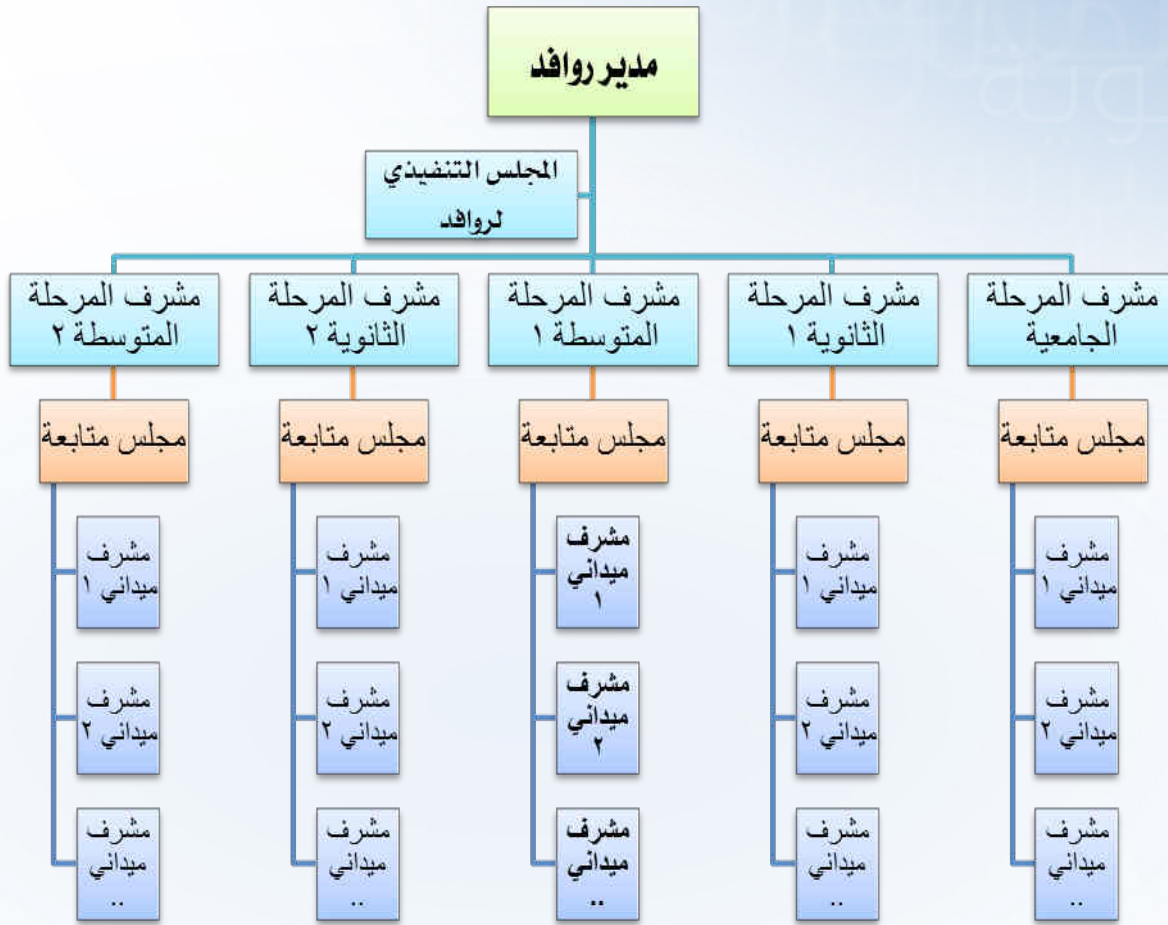 مدير روافد
المجلس التنفيذي
لروافد
مشرف المرحلة
الجامعية
مشرف المرحلة
الثانوية ١
مشرف المرحلة
المتوسطة ١
مشرف المرحلة
الثانوية ٢
مشرف المرحلة
المتوسطة ٢
مجلس متابعة
مجلس متابعة
مجلس متابعة
مجلس متابعة
مجلس متابعة
مشرف
ميداني ١
مشرف
ميداني ١
مشرف
ميداني
١
مشرف
ميداني ١
مشرف
ميداني ١
مشرف
ميداني ٢
مشرف
ميداني ٢
مشرف
ميداني
٢
مشرف
ميداني ٢
مشرف
ميداني ٢
مشرف
ميداني
..
مشرف
ميداني
..
مشرف
ميداني
..
مشرف
ميداني
..
مشرف
ميداني
..